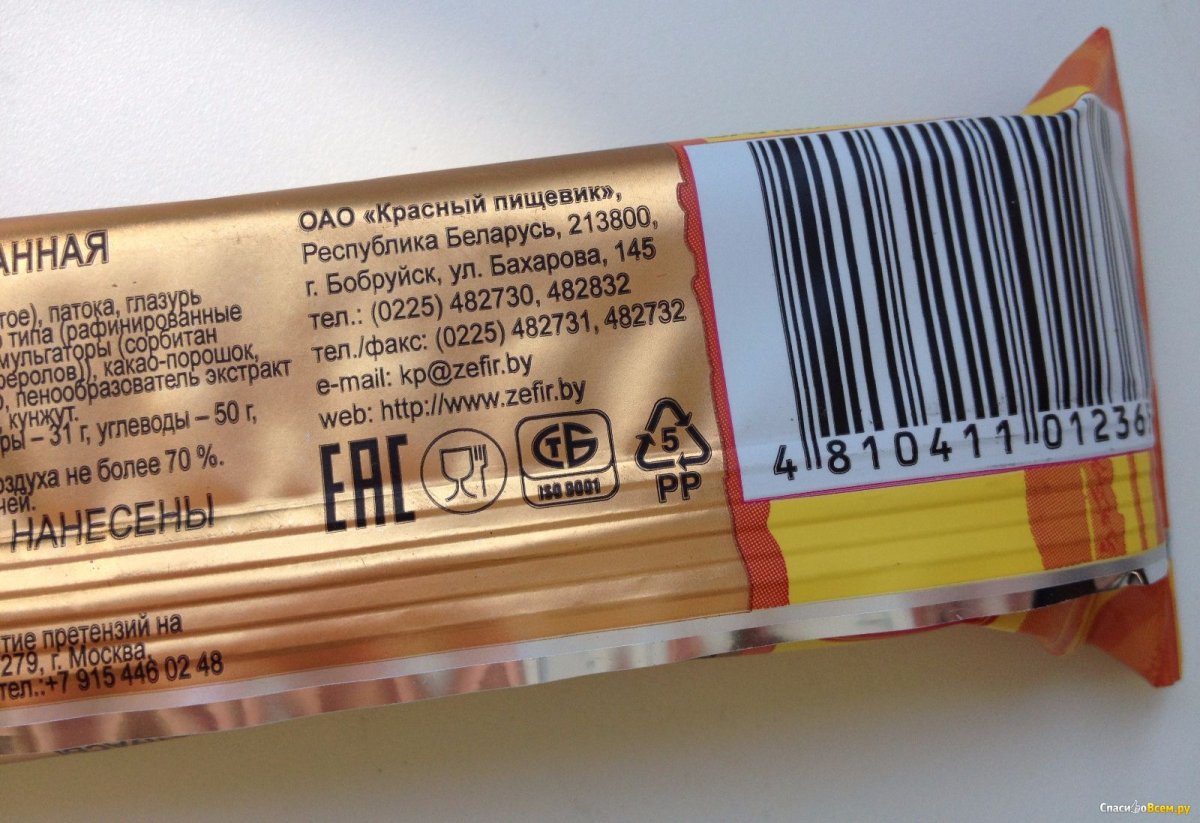 АННАЯ
тое), патока, глазурь
типа (рафинированные
мульгаторы (сорбитан
какао-порошок,
пенообразователь экстракт
кунжут.
ры – 31 г, углеводы – 50 г,
оздуха не более 70 %.
НАНЕСЕНЫ
тие претензий на
279, г. Москва,
тел.:+7 915 446 02 48
ОАО «Красный пищевик»,
Республика Беларусь, 213800,
г. Бобруйск, ул. Бахарова, 145
тел.: (0225) 482730, 482832
тел./факс: (0225) 482731, 482732
e-mail: kp@zefir.by
web: http://www.zefir.by
ЕАС
СТБ
ISO 9001
5
PP
4 810411 01236
СпасибоВсем.ру